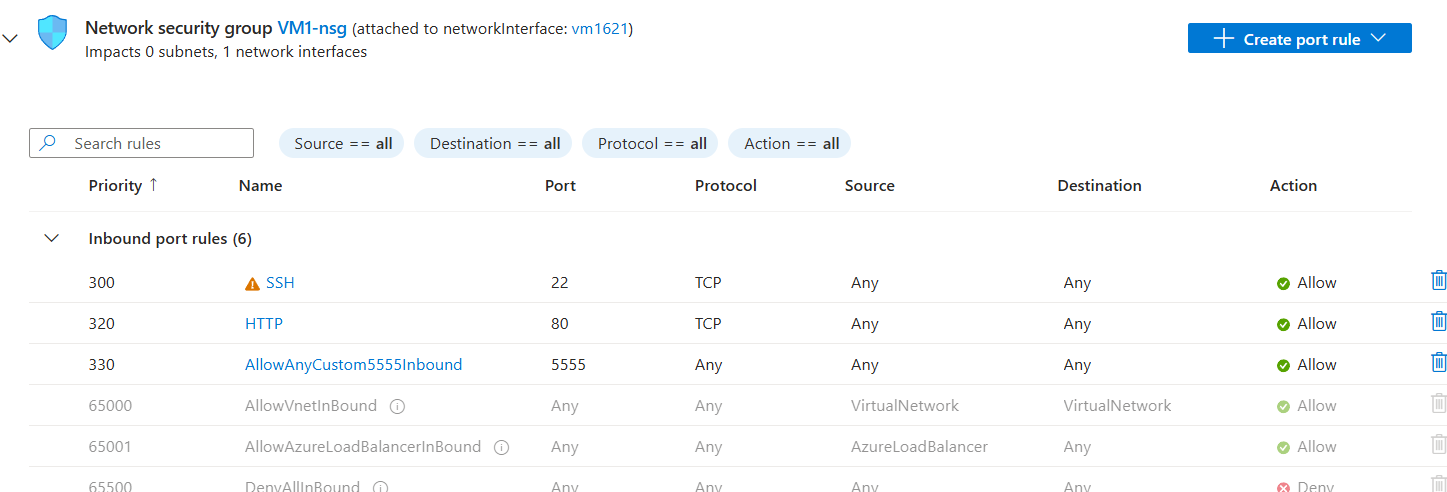 Network security group VM1-nsg (attached to networkInterface: vm1621)
Impacts 0 subnets, 1 network interfaces
Create port rule
Search rules
Source == all
Destination == all
Protocol == all
Action == all
Priority ↑ Name Port Protocol Source Destination Action
Inbound port rules (6)
300 SSH 22 TCP Any Any Allow
320 HTTP 80 TCP Any Any Allow
330 AllowAnyCustom5555Inbound 5555 Any Any Any Allow
65000 AllowVnetInBound Any Any VirtualNetwork VirtualNetwork Allow
65001 AllowAzureLoadBalancerInBound Any Any AzureLoadBalancer Any Allow
65500 DenyAllInBound Any Any Any Any Deny